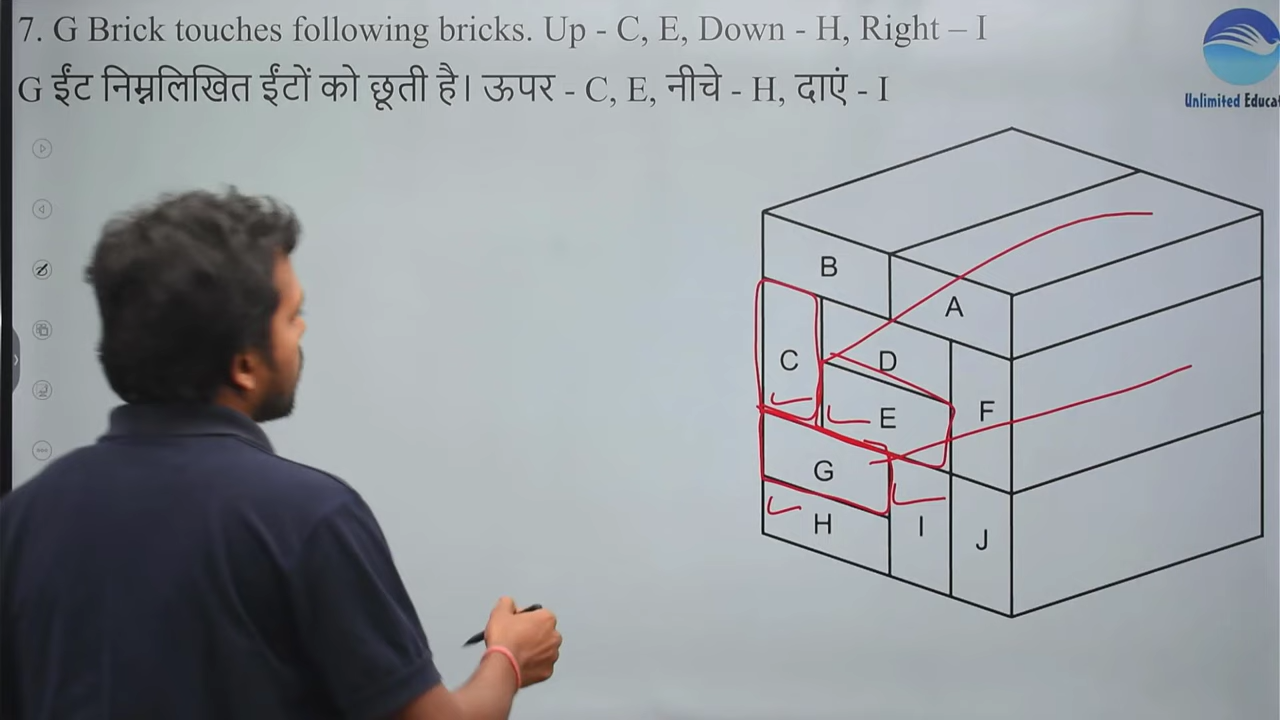 7. G Brick touches following bricks. Up - C, E, Down - H, Right – I
G ईंट निम्नलिखित ईंटों को छूती है। ऊपर - C, E, नीचे - H, दाएं - I
Unlimited Educat
B
A
C
D
E
F
G
H
I
J